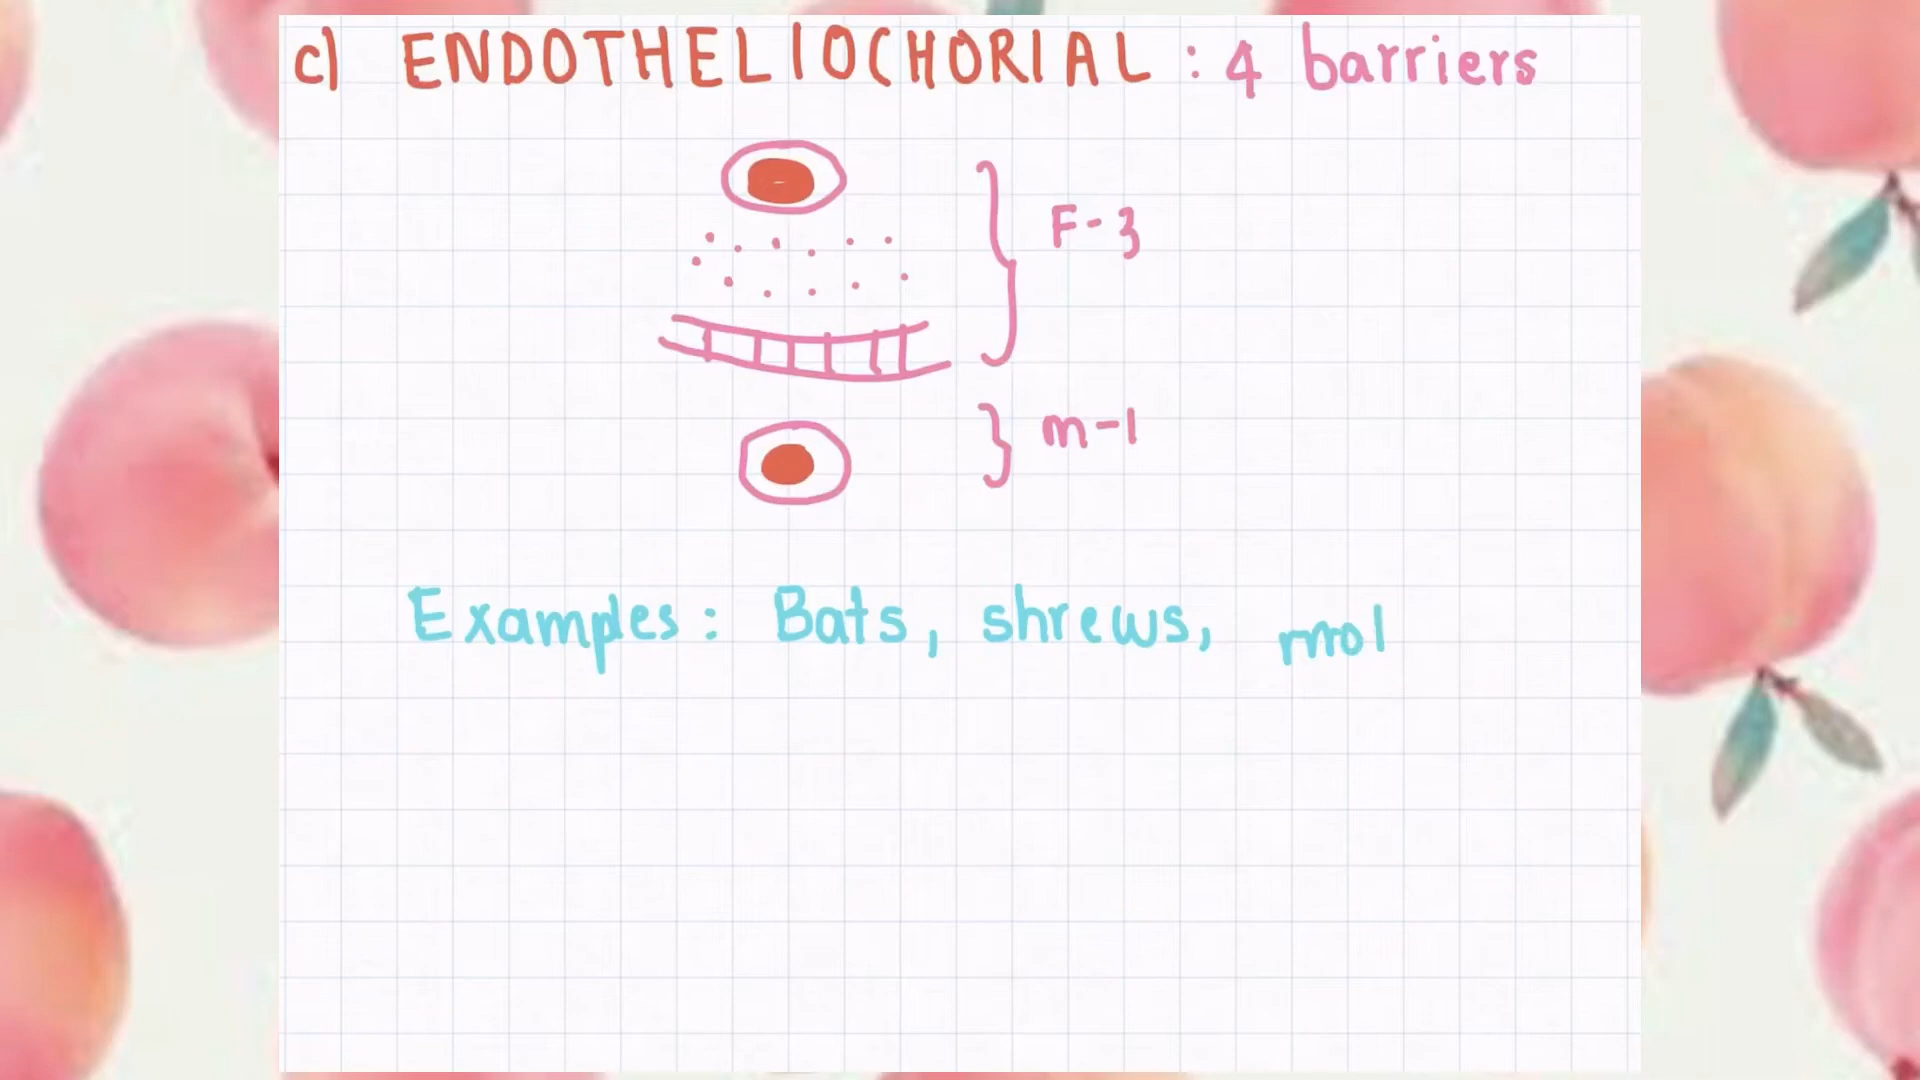 c) ENDOTHELIOCHORIAL : 4 barriers
F-3
m-1
Examples : Bats, shrews, mol